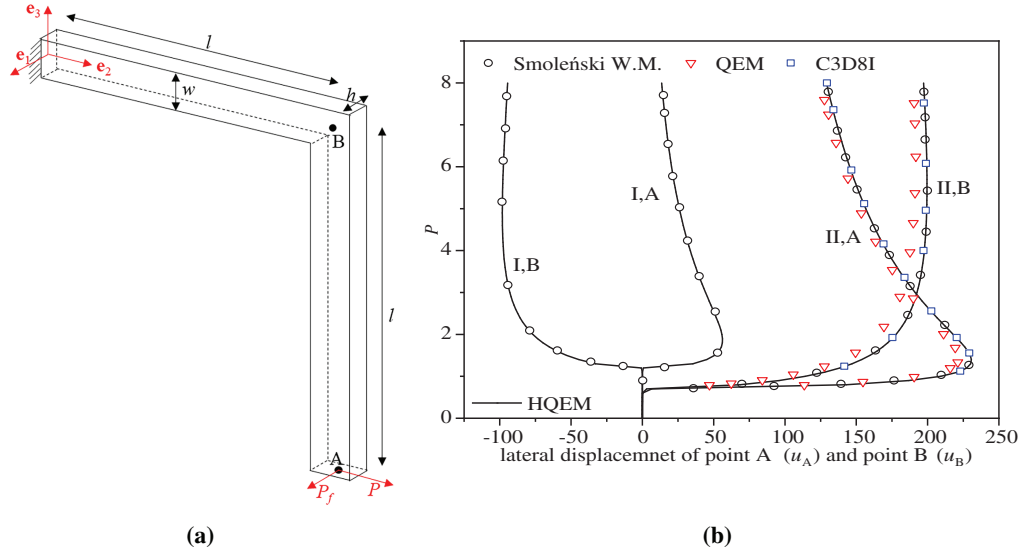 e3
e1
e2
l
w
h
B
l
A
Pf
P
(a)
Smoleński W.M.
QEM
C3D8I
8
6
4
2
0
P
I,A
I,B
II,B
II,A
HQEM
-100
-50
0
50
100
150
200
250
lateral displacemnet of point A (uA) and point B (uB)
(b)